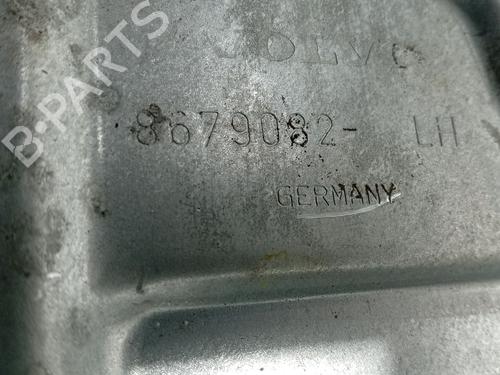 B-PARTS
VOLVO
8679082- LH
GERMANY